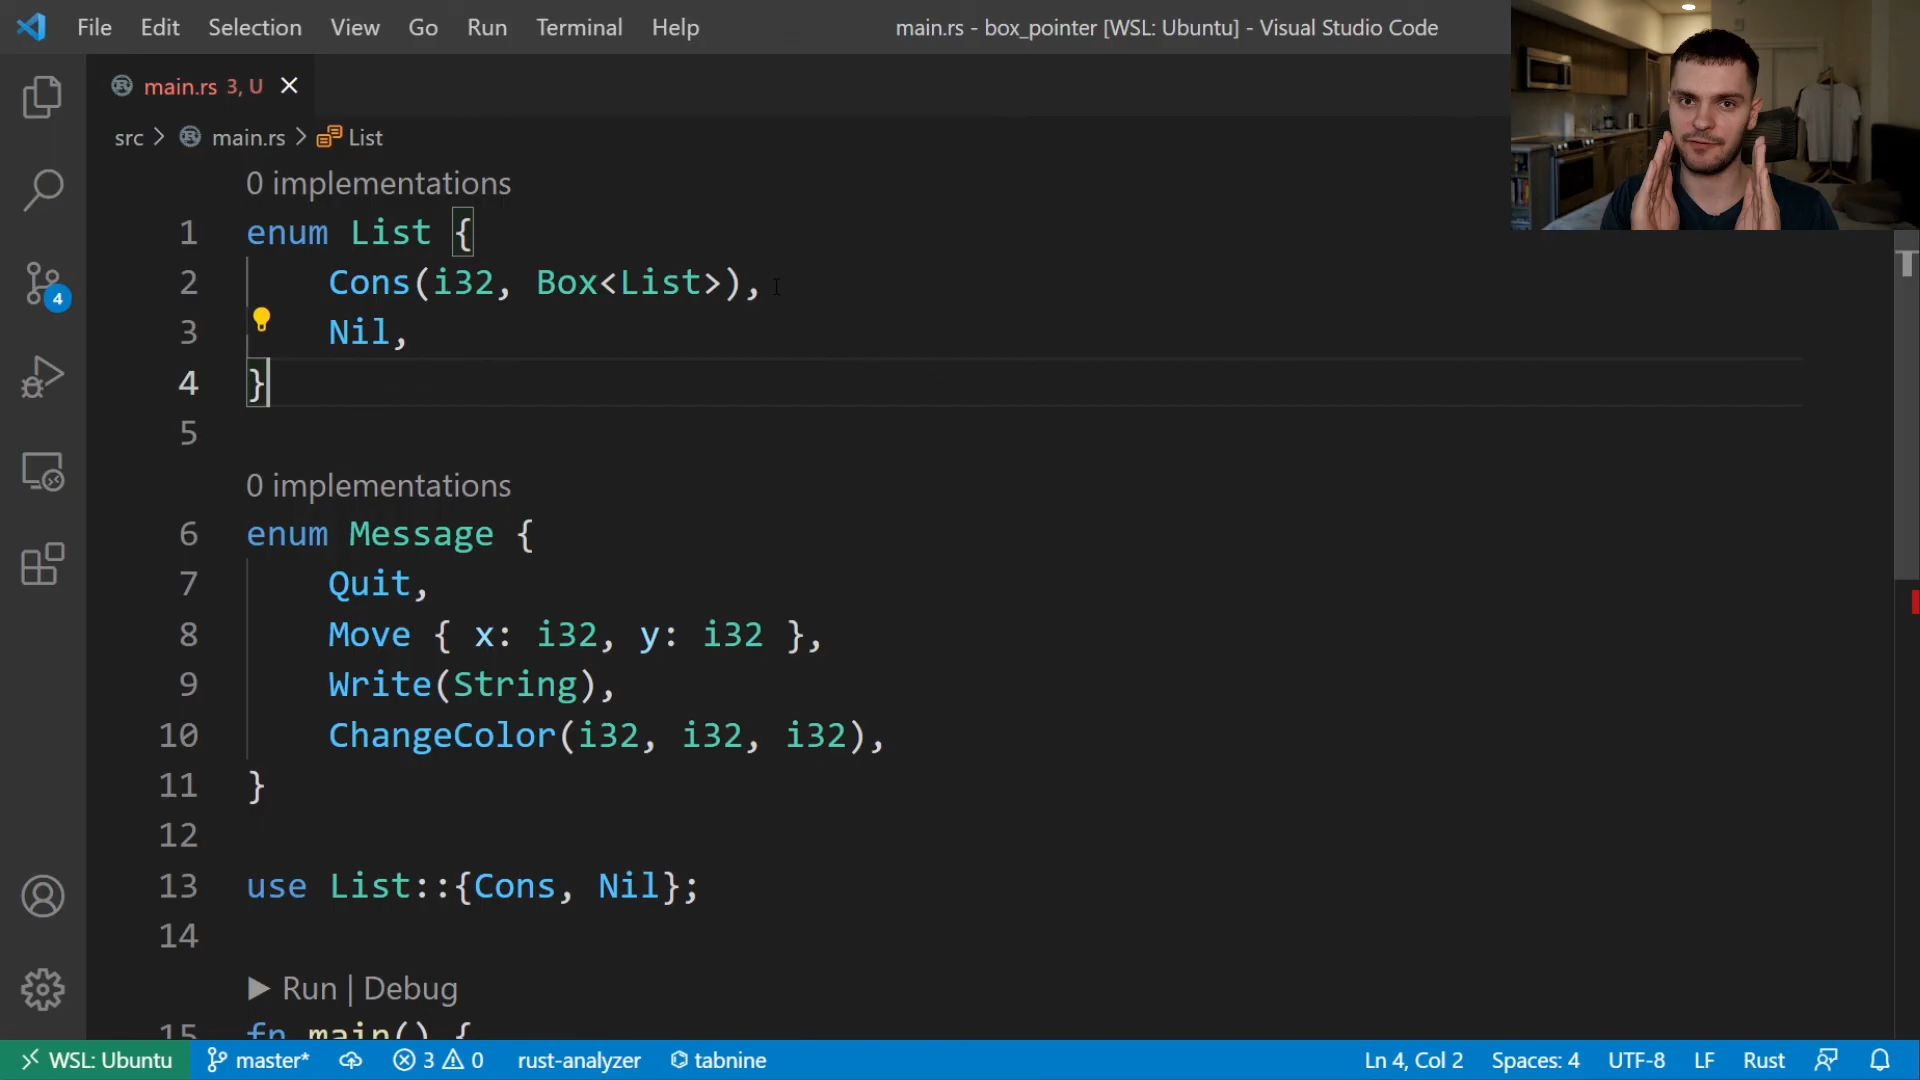 File Edit Selection View Go Run Terminal Help main.rs - box_pointer [WSL: Ubuntu] - Visual Studio Code
main.rs 3, U
src > main.rs > List
0 implementations
1 enum List {
2 Cons(i32, Box<List>),
3 Nil,
4 }
5
0 implementations
6 enum Message {
7 Quit,
8 Move { x: i32, y: i32 },
9 Write(String),
10 ChangeColor(i32, i32, i32),
11 }
12
13 use List::{Cons, Nil};
14
Run | Debug
15 fn main() {
4
WSL: Ubuntu master* 3 0 rust-analyzer tabnine Ln 4, Col 2 Spaces: 4 UTF-8 LF Rust